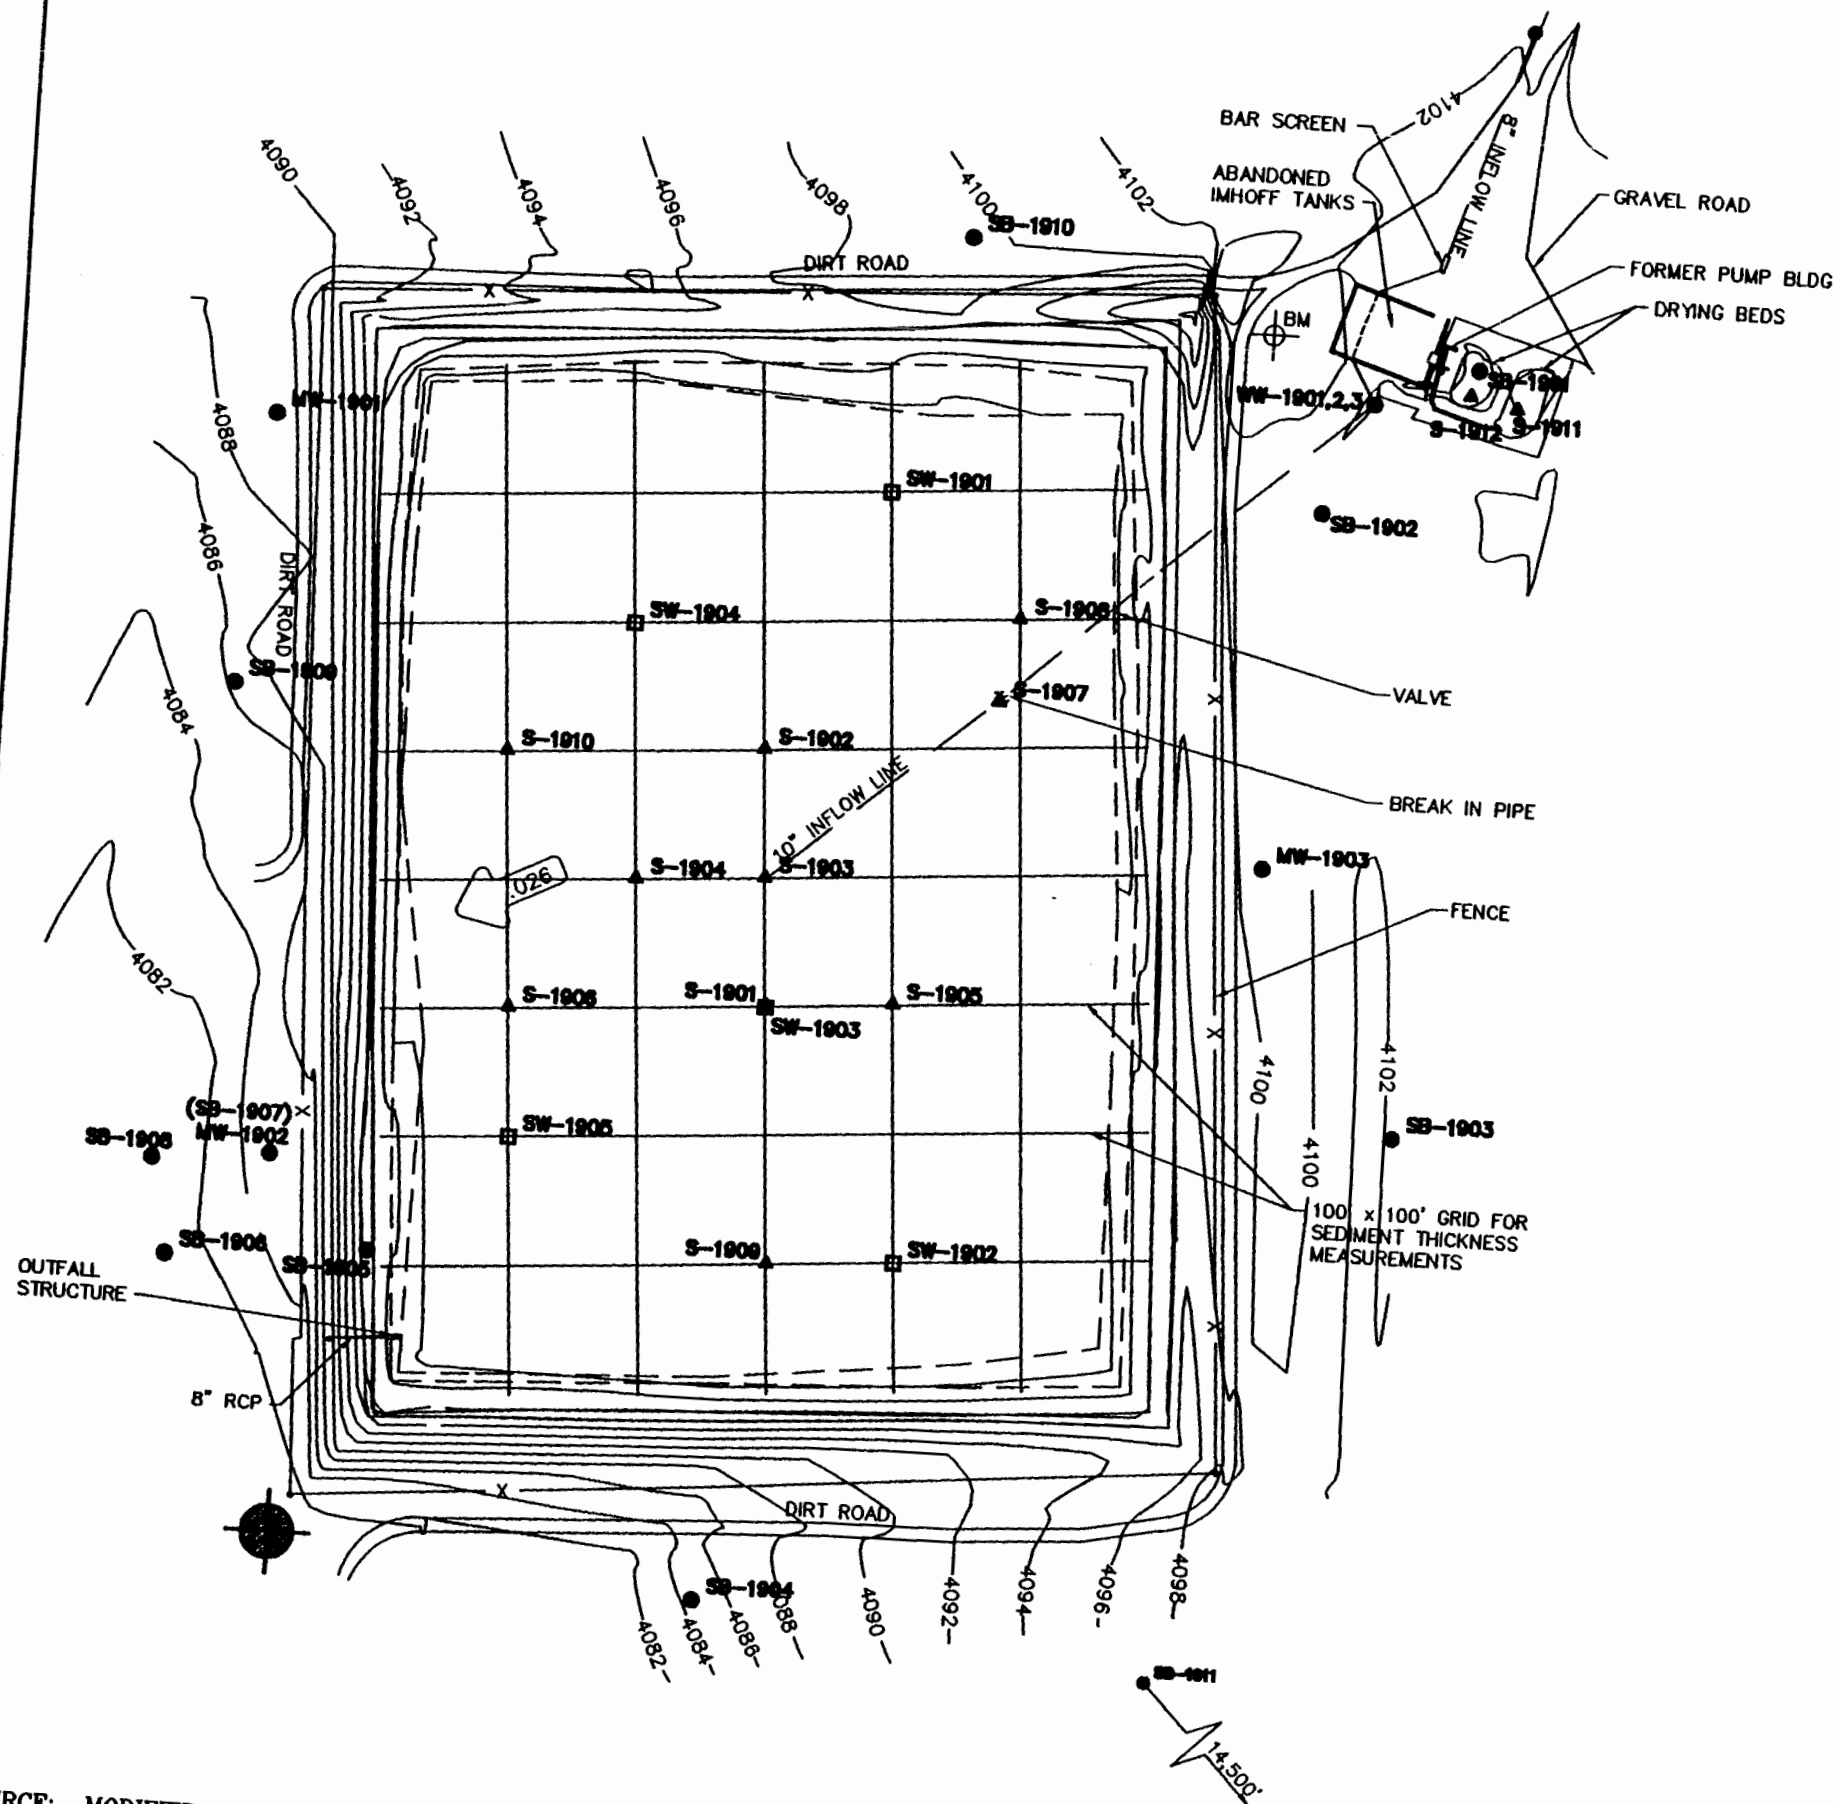 4102
8" INFLOW LINE
BAR SCREEN
ABANDONED
IMHOFF TANKS
GRAVEL ROAD
FORMER PUMP BLDG
DRYING BEDS
4090
4092
4094
4096
4098
4100
4102
SB-1910
DIRT ROAD
X
X
BM
MW-1901
WW-1901,2,3
S-1912
S-1911
4088
SW-1901
SB-1902
4086
DIRT ROAD
SW-1904
S-1908
SB-1909
S-1907
X
VALVE
4084
S-1910
S-1902
10" INFLOW LINE
BREAK IN PIPE
S-1904
S-1903
MW-1903
.026
FENCE
4082
S-1906
S-1901
S-1905
SW-1903
X
4100
4102
(SB-1907)
X
MW-1902
SB-1908
SW-1905
SB-1903
4100
100 x 100' GRID FOR
SEDIMENT THICKNESS
MEASUREMENTS
SB-1906
S-1909
SW-1902
SB-1905
OUTFALL
STRUCTURE
X
8" RCP
X
DIRT ROAD
SB-1904
4082
4084
4086
4088
4090
4092
4094
4096
4098
SB-1911
14,500'